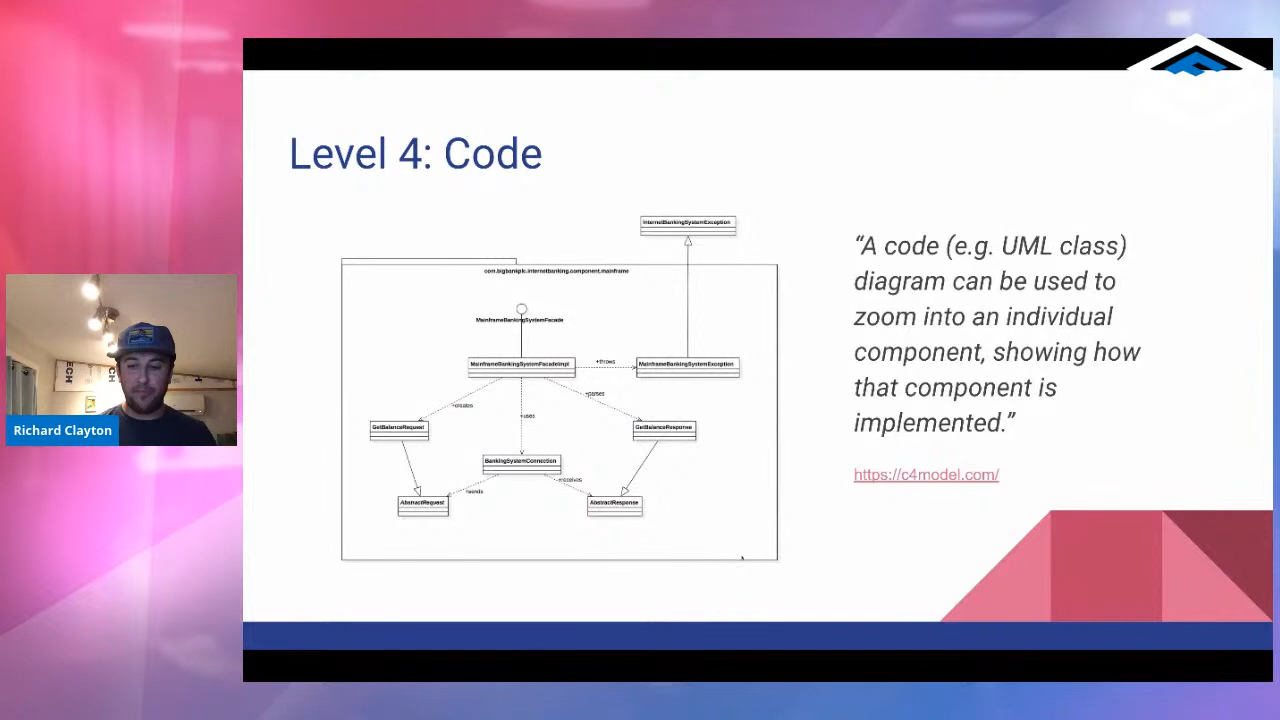 Level 4: Code
InternetBankingSystemException
com.bigbankplc.internetbanking.component.mainframe
MainframeBankingSystemFacade
MainframeBankingSystemFacadeImpl
+throws
MainframeBankingSystemException
+creates
+uses
+parses
GetBalanceRequest
GetBalanceResponse
BankingSystemConnection
+sends
+receives
AbstractRequest
AbstractResponse
“A code (e.g. UML class)
diagram can be used to
zoom into an individual
component, showing how
that component is
implemented.”
https://c4model.com/
ECH
Richard Clayton